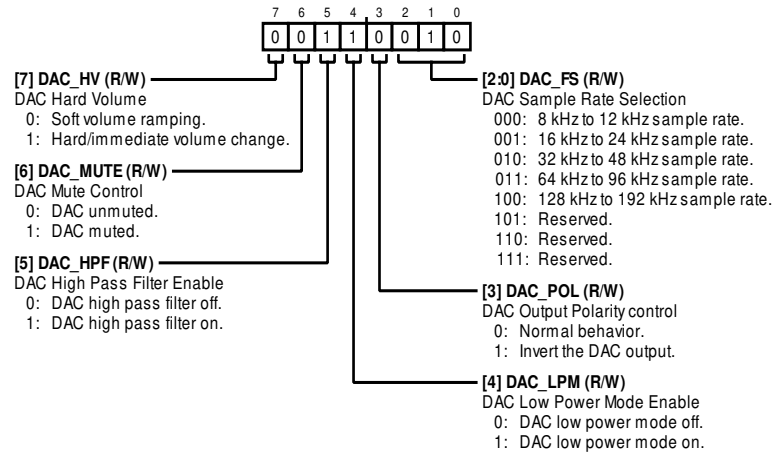 7 6 5 4 3 2 1 0
0 0 1 1 0 0 1 0
[7] DAC_HV (R/W)
DAC Hard Volume
0: Soft volume ramping.
1: Hard/immediate volume change.
[6] DAC_MUTE (R/W)
DAC Mute Control
0: DAC unmuted.
1: DAC muted.
[5] DAC_HPF (R/W)
DAC High Pass Filter Enable
0: DAC high pass filter off.
1: DAC high pass filter on.
[2:0] DAC_FS (R/W)
DAC Sample Rate Selection
000: 8 kHz to 12 kHz sample rate.
001: 16 kHz to 24 kHz sample rate.
010: 32 kHz to 48 kHz sample rate.
011: 64 kHz to 96 kHz sample rate.
100: 128 kHz to 192 kHz sample rate.
101: Reserved.
110: Reserved.
111: Reserved.
[3] DAC_POL (R/W)
DAC Output Polarity control
0: Normal behavior.
1: Invert the DAC output.
[4] DAC_LPM (R/W)
DAC Low Power Mode Enable
0: DAC low power mode off.
1: DAC low power mode on.